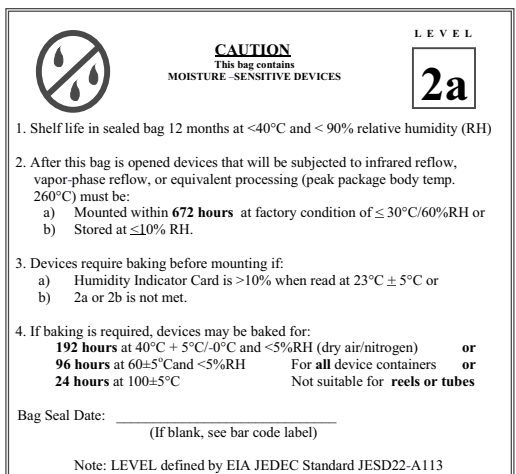 LEVEL
CAUTION
This bag contains
MOISTURE –SENSITIVE DEVICES
2a
1. Shelf life in sealed bag 12 months at <40°C and < 90% relative humidity (RH)
2. After this bag is opened devices that will be subjected to infrared reflow,
vapor-phase reflow, or equivalent processing (peak package body temp.
260°C) must be:
a) Mounted within 672 hours at factory condition of ≤ 30°C/60%RH or
b) Stored at ≤10% RH.
3. Devices require baking before mounting if:
a) Humidity Indicator Card is >10% when read at 23°C ± 5°C or
b) 2a or 2b is not met.
4. If baking is required, devices may be baked for:
192 hours at 40°C + 5°C/-0°C and <5%RH (dry air/nitrogen) or
96 hours at 60±5°Cand <5%RH For all device containers or
24 hours at 100±5°C Not suitable for reels or tubes
Bag Seal Date: ______________________________
(If blank, see bar code label)
Note: LEVEL defined by EIA JEDEC Standard JESD22-A113